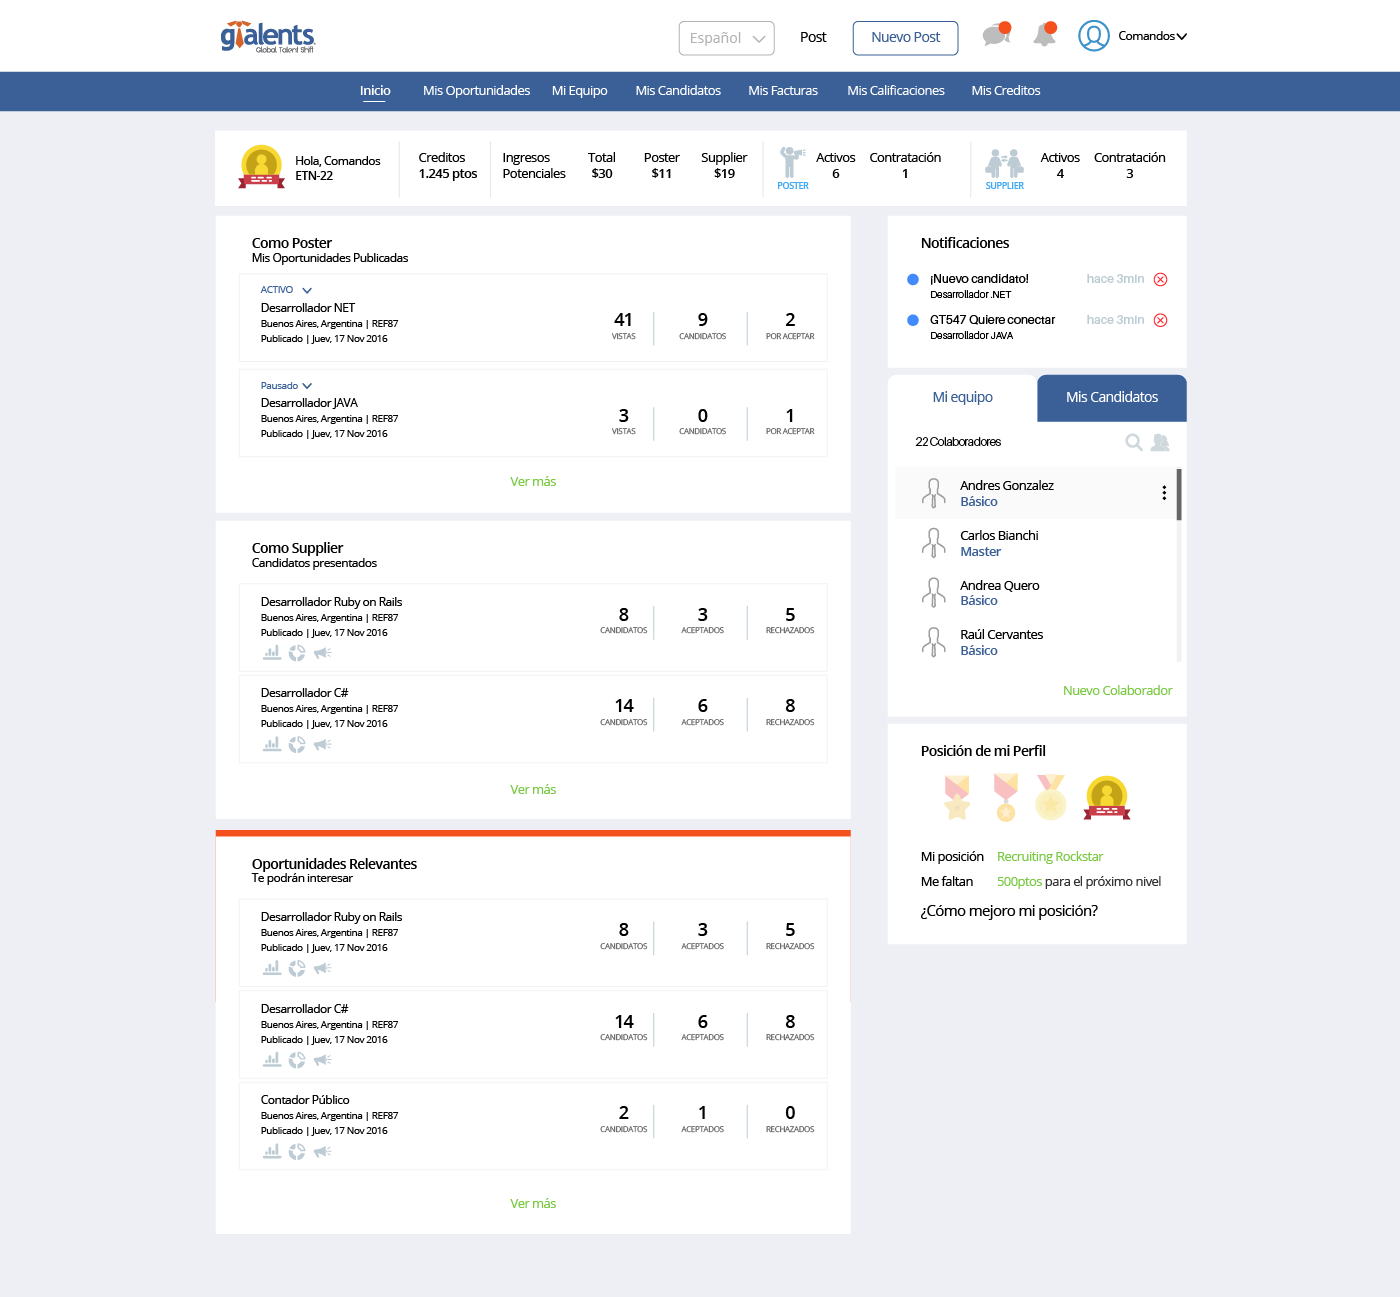 gtalents
Global Talent Shift
Español
Post
Nuevo Post
Comandos
Inicio
Mis Oportunidades
Mi Equipo
Mis Candidatos
Mis Facturas
Mis Calificaciones
Mis Creditos
Hola, Comandos
ETN-22
Creditos
1.245 ptos
Ingresos
Potenciales
Total
$30
Poster
$11
Supplier
$19
POSTER
Activos
6
Contratación
1
SUPPLIER
Activos
4
Contratación
3
Como Poster
Mis Oportunidades Publicadas
ACTIVO
Desarrollador NET
Buenos Aires, Argentina | REF87
Publicado | Juev, 17 Nov 2016
41
VISTAS
9
CANDIDATOS
2
POR ACEPTAR
Pausado
Desarrollador JAVA
Buenos Aires, Argentina | REF87
Publicado | Juev, 17 Nov 2016
3
VISTAS
0
CANDIDATOS
1
POR ACEPTAR
Ver más
Como Supplier
Candidatos presentados
Desarrollador Ruby on Rails
Buenos Aires, Argentina | REF87
Publicado | Juev, 17 Nov 2016
8
CANDIDATOS
3
ACEPTADOS
5
RECHAZADOS
Desarrollador C#
Buenos Aires, Argentina | REF87
Publicado | Juev, 17 Nov 2016
14
CANDIDATOS
6
ACEPTADOS
8
RECHAZADOS
Ver más
Oportunidades Relevantes
Te podrán interesar
Desarrollador Ruby on Rails
Buenos Aires, Argentina | REF87
Publicado | Juev, 17 Nov 2016
8
CANDIDATOS
3
ACEPTADOS
5
RECHAZADOS
Desarrollador C#
Buenos Aires, Argentina | REF87
Publicado | Juev, 17 Nov 2016
14
CANDIDATOS
6
ACEPTADOS
8
RECHAZADOS
Contador Público
Buenos Aires, Argentina | REF87
Publicado | Juev, 17 Nov 2016
2
CANDIDATOS
1
ACEPTADOS
0
RECHAZADOS
Ver más
Notificaciones
¡Nuevo candidato!
hace 3min
Desarrollador .NET
GT547 Quiere conectar
hace 3min
Desarrollador JAVA
Mi equipo
Mis Candidatos
22 Colaboradores
Andres Gonzalez
Básico
Carlos Bianchi
Master
Andrea Quero
Básico
Raúl Cervantes
Básico
Nuevo Colaborador
Posición de mi Perfil
Mi posición Recruiting Rockstar
Me faltan 500ptos para el próximo nivel
¿Cómo mejoro mi posición?